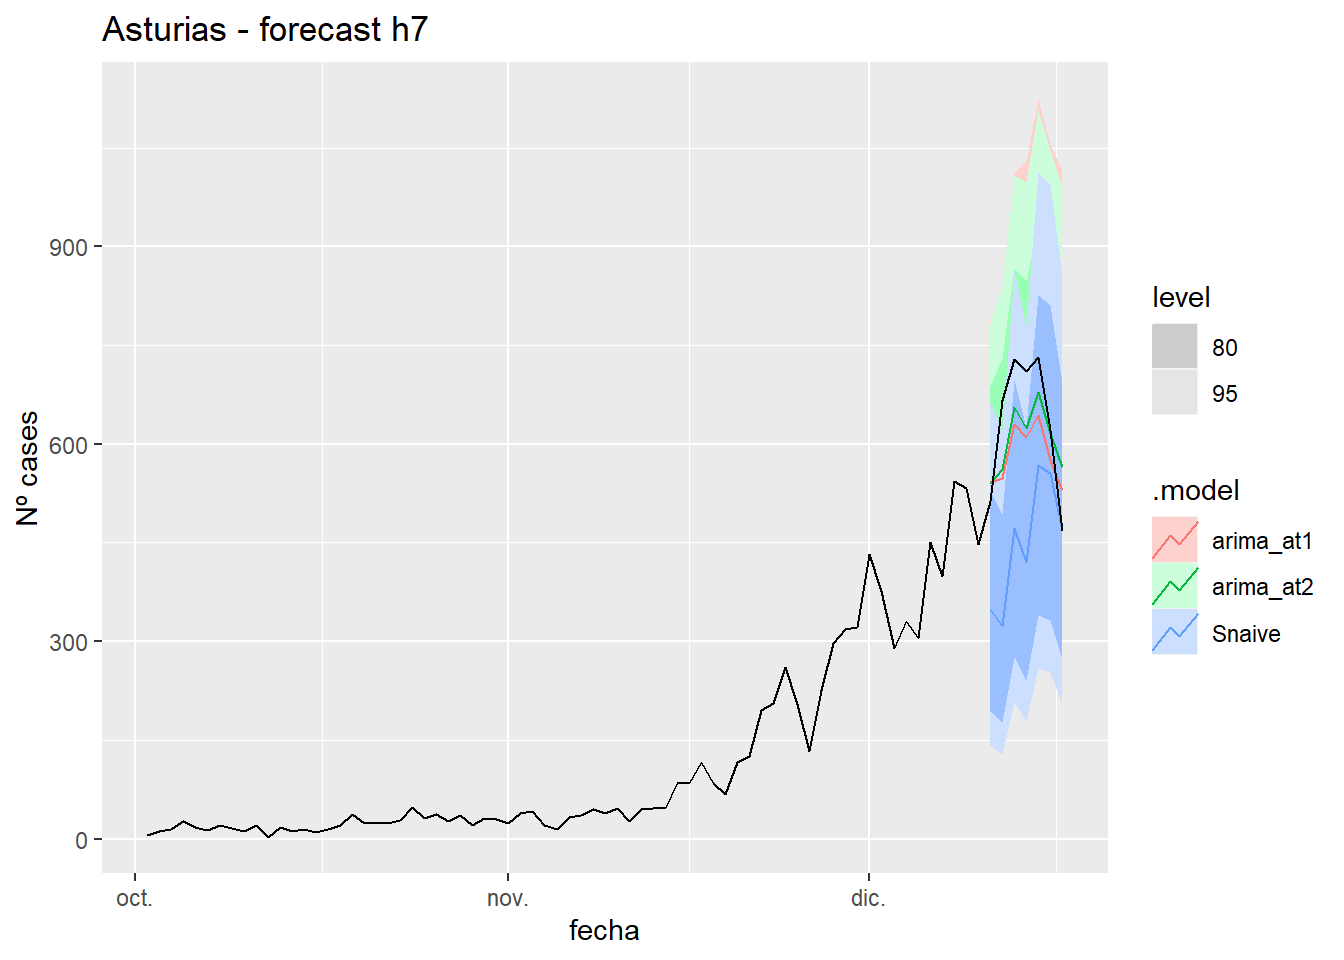 Asturias - forecast h7
Nº cases
900
600
300
0
oct.
nov.
dic.
fecha
level
80
95
.model
arima_at1
arima_at2
Snaive